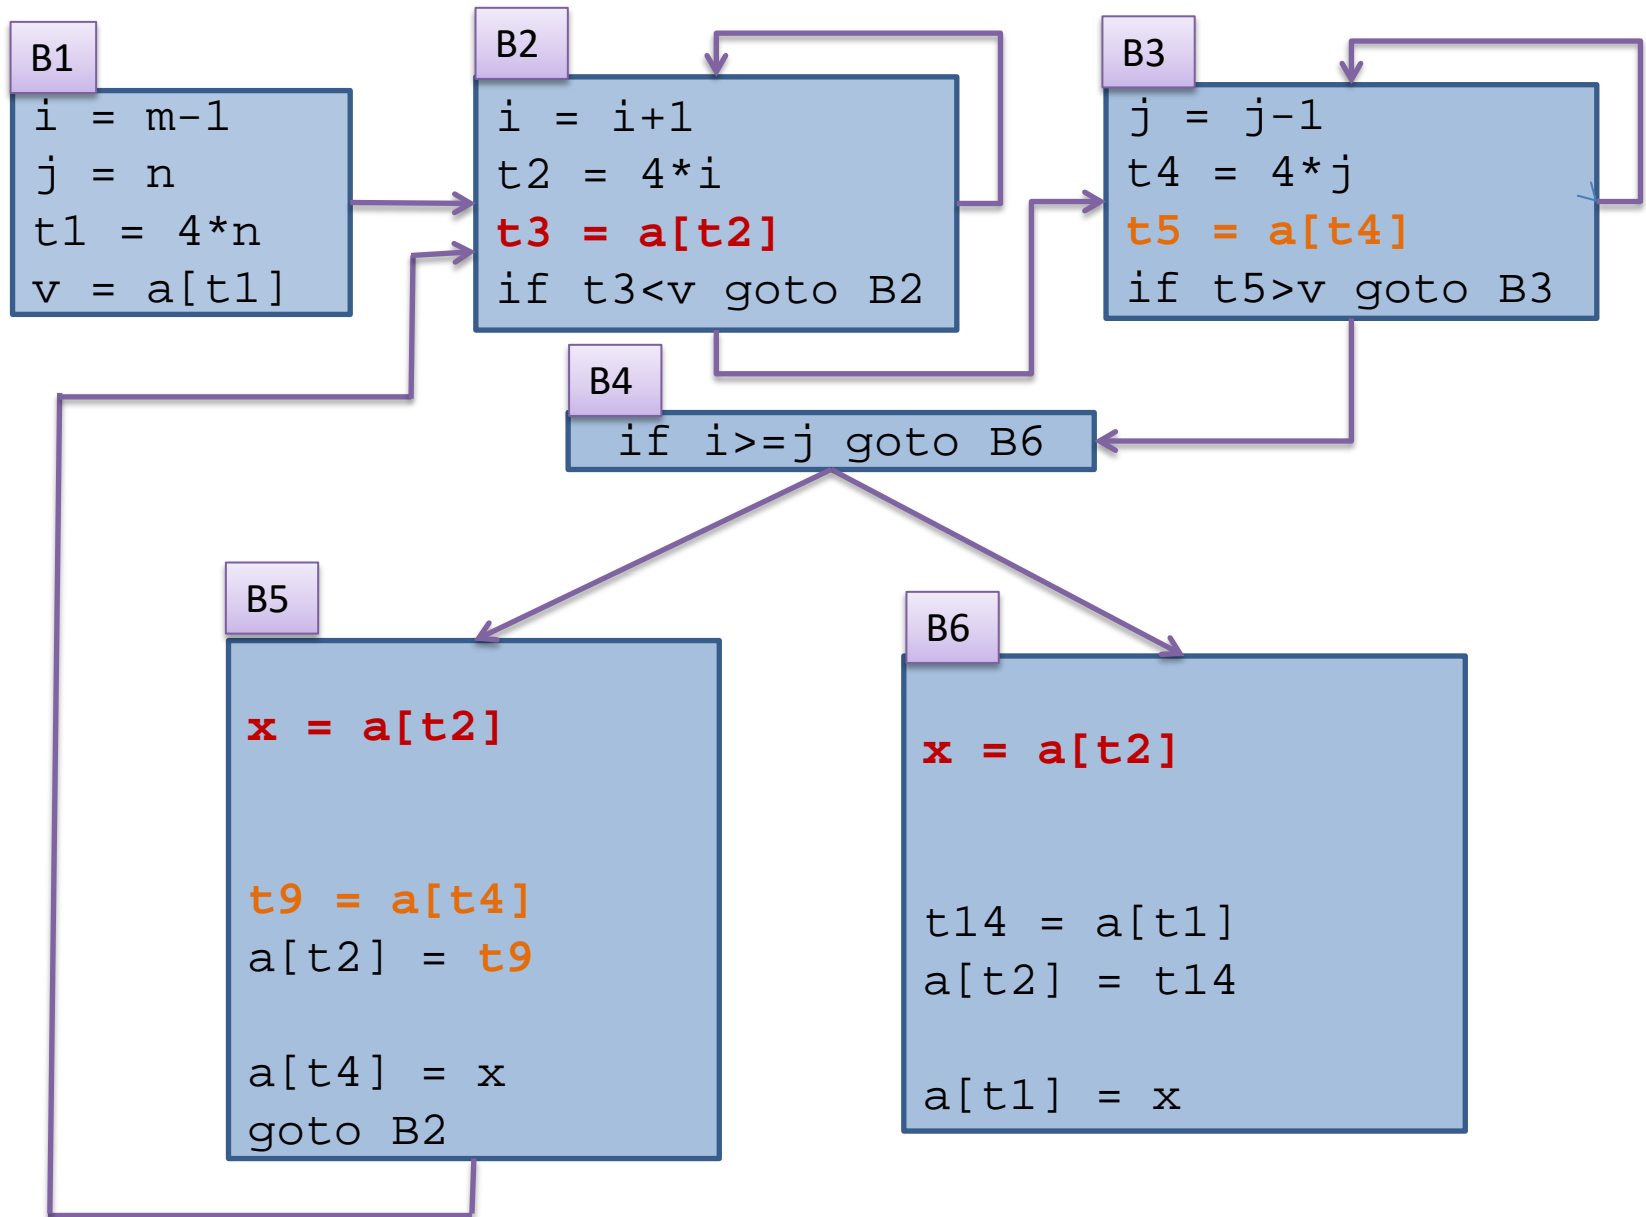 B1
i = m-1
j = n
t1 = 4*n
v = a[t1]
B2
i = i+1
t2 = 4*i
t3 = a[t2]
if t3<v goto B2
B3
j = j-1
t4 = 4*j
t5 = a[t4]
if t5>v goto B3
B4
if i>=j goto B6
B5
x = a[t2]
t9 = a[t4]
a[t2] = t9
a[t4] = x
goto B2
B6
x = a[t2]
t14 = a[t1]
a[t2] = t14
a[t1] = x